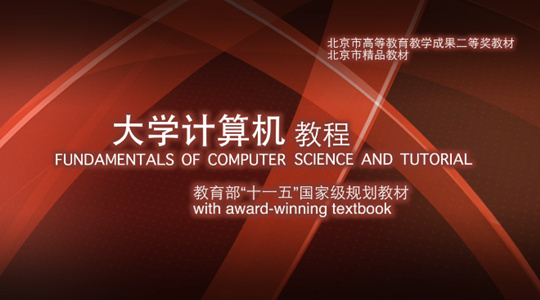 北京市高等教育教学成果二等奖教材
北京市精品教材
大学计算机 教程
FUNDAMENTALS OF COMPUTER SCIENCE AND TUTORIAL
教育部“十一五”国家级规划教材
with award-winning textbook